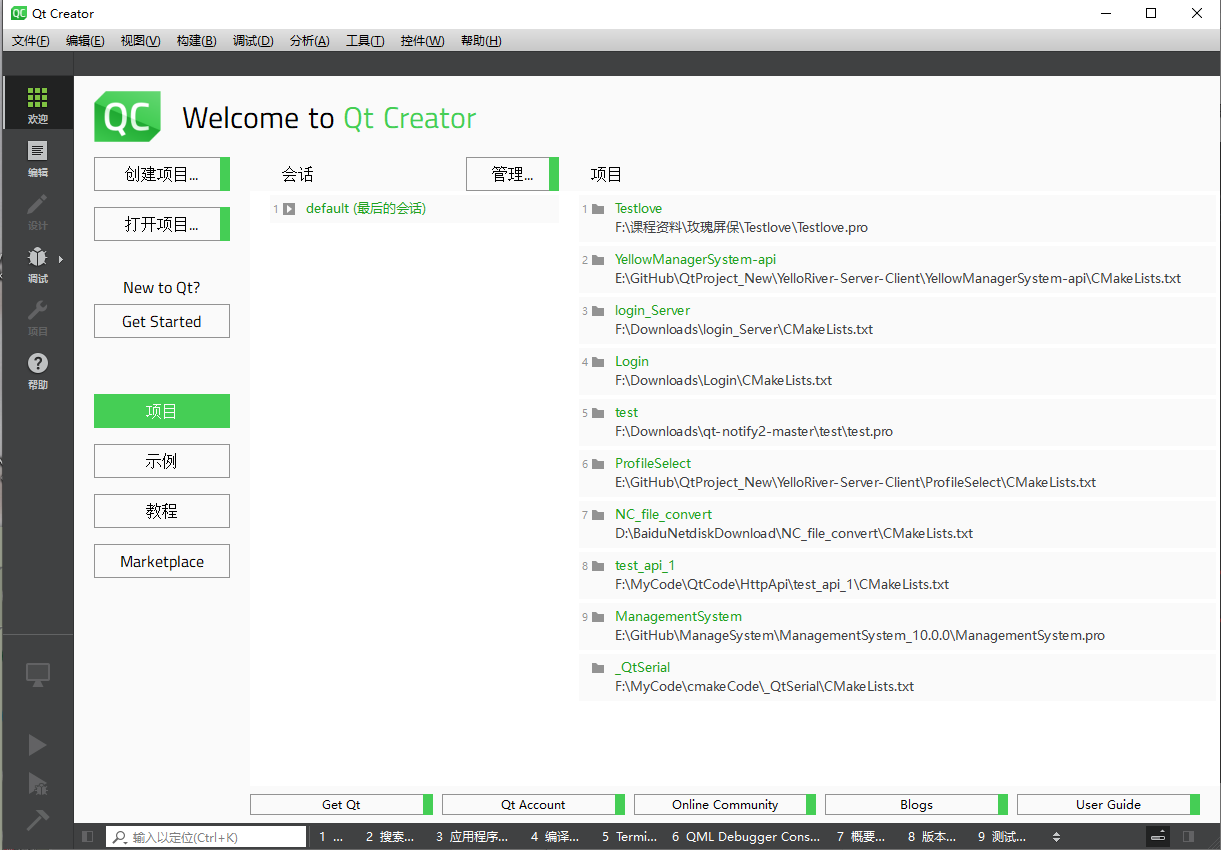 QC Qt Creator
文件(F) 编辑(E) 视图(V) 构建(B) 调试(D) 分析(A) 工具(T) 控件(W) 帮助(H)
欢迎
编辑
设计
调试
项目
帮助
QC Welcome to Qt Creator
创建项目...
打开项目...
New to Qt?
Get Started
项目
示例
教程
Marketplace
会话 管理...
1 default (最后的会话)
项目
1 Testlove
F:\课程资料\玫瑰屏保\Testlove\Testlove.pro
2 YellowManagerSystem-api
E:\GitHub\QtProject_New\YelloRiver-Server-Client\YellowManagerSystem-api\CMakeLists.txt
3 login_Server
F:\Downloads\login_Server\CMakeLists.txt
4 Login
F:\Downloads\Login\CMakeLists.txt
5 test
F:\Downloads\qt-notify2-master\test\test.pro
6 ProfileSelect
E:\GitHub\QtProject_New\YelloRiver-Server-Client\ProfileSelect\CMakeLists.txt
7 NC_file_convert
D:\BaiduNetdiskDownload\NC_file_convert\CMakeLists.txt
8 test_api_1
F:\MyCode\QtCode\HttpApi\test_api_1\CMakeLists.txt
9 ManagementSystem
E:\GitHub\ManageSystem\ManagementSystem_10.0.0\ManagementSystem.pro
_QtSerial
F:\MyCode\cmakeCode\_QtSerial\CMakeLists.txt
Get Qt Qt Account Online Community Blogs User Guide
输入以定位(Ctrl+K) 1 ... 2 搜索... 3 应用程序... 4 编译... 5 Termi... 6 QML Debugger Cons... 7 概要... 8 版本... 9 测试...